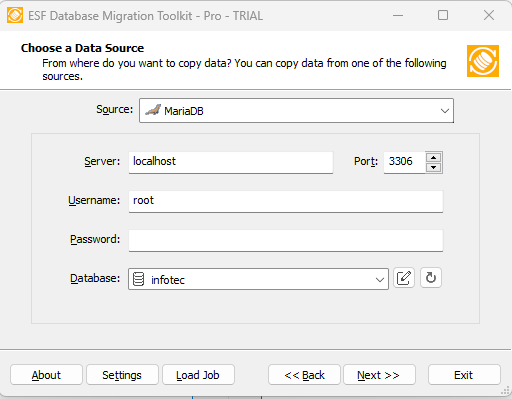 ESF Database Migration Toolkit - Pro - TRIAL
Choose a Data Source
From where do you want to copy data? You can copy data from one of the following
sources.
Source: MariaDB
Server: localhost Port: 3306
Username: root
Password:
Database: infotec
About Settings Load Job << Back Next >> Exit